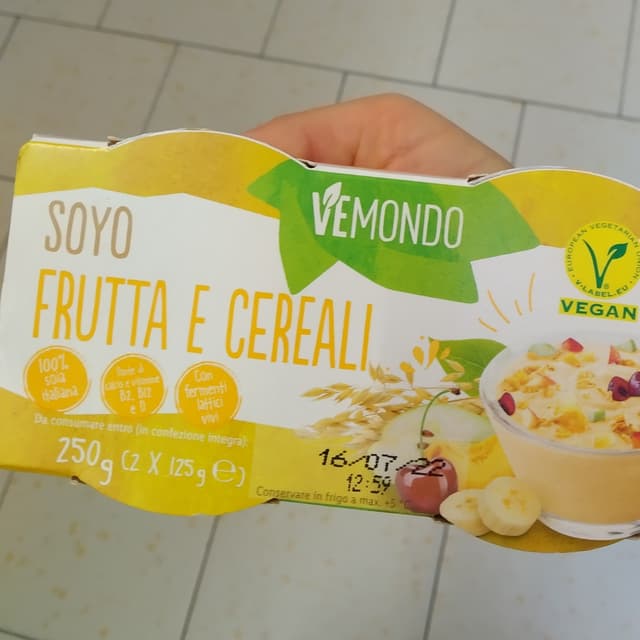 VEMONDO
SOYO
FRUTTA E CEREALI
EUROPEAN VEGETARIAN
V-LABEL.EU
VEGAN
100%
soia
italiana
Fonte di
calcio e vitamine
B2, B12
e D
Con
fermenti
lattici
vivi
Da consumare entro (in confezione integra):
250g (2 X 125g e)
16/07/22
12:59
Conservare in frigo a max. +5 °C